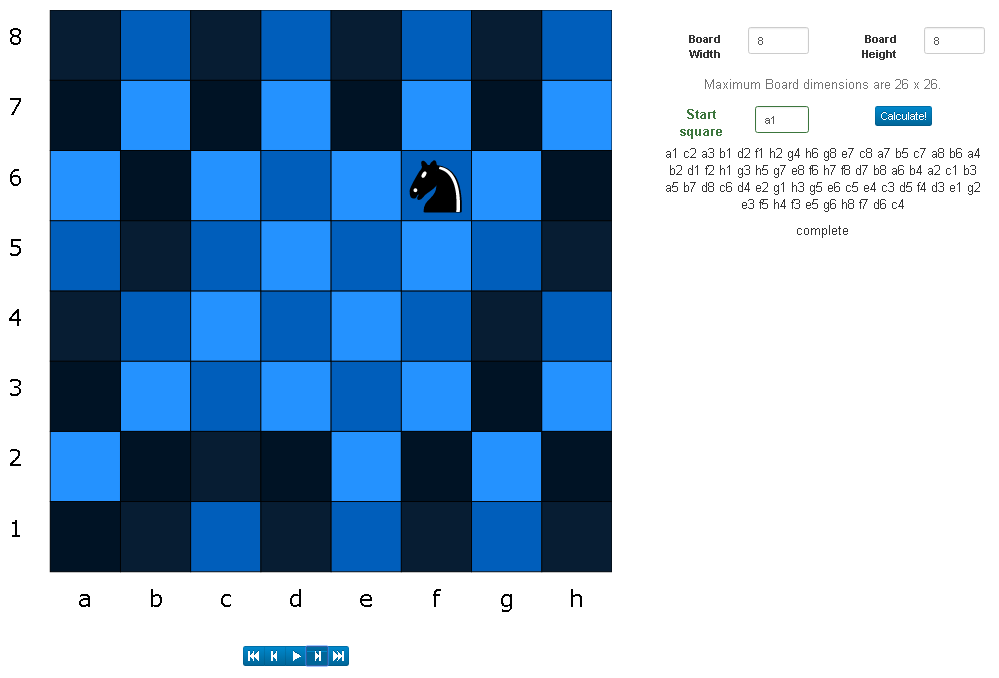 8
7
6
5
4
3
2
1
a b c d e f g h
Board Width
8
Board Height
8
Maximum Board dimensions are 26 x 26.
Start square
a1
Calculate!
a1 c2 a3 b1 d2 f1 h2 g4 h6 g8 e7 c8 a7 b5 c7 a8 b6 a4
b2 d1 f2 h1 g3 h5 g7 e8 f6 h7 f8 d7 b8 a6 b4 a2 c1 b3
a5 b7 d8 c6 d4 e2 g1 h3 g5 e6 c5 e4 c3 d5 f4 d3 e1 g2
e3 f5 h4 f3 e5 g6 h8 f7 d6 c4
complete